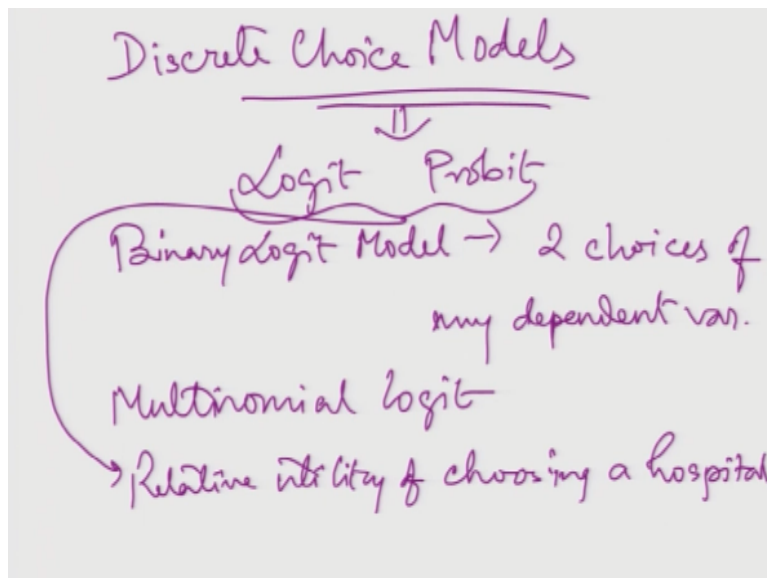 Discrete Choice Models
Logit Probit
Binary Logit Model → 2 choices of
my dependent var.
Multinomial Logit
Relative utility of choosing a hospital